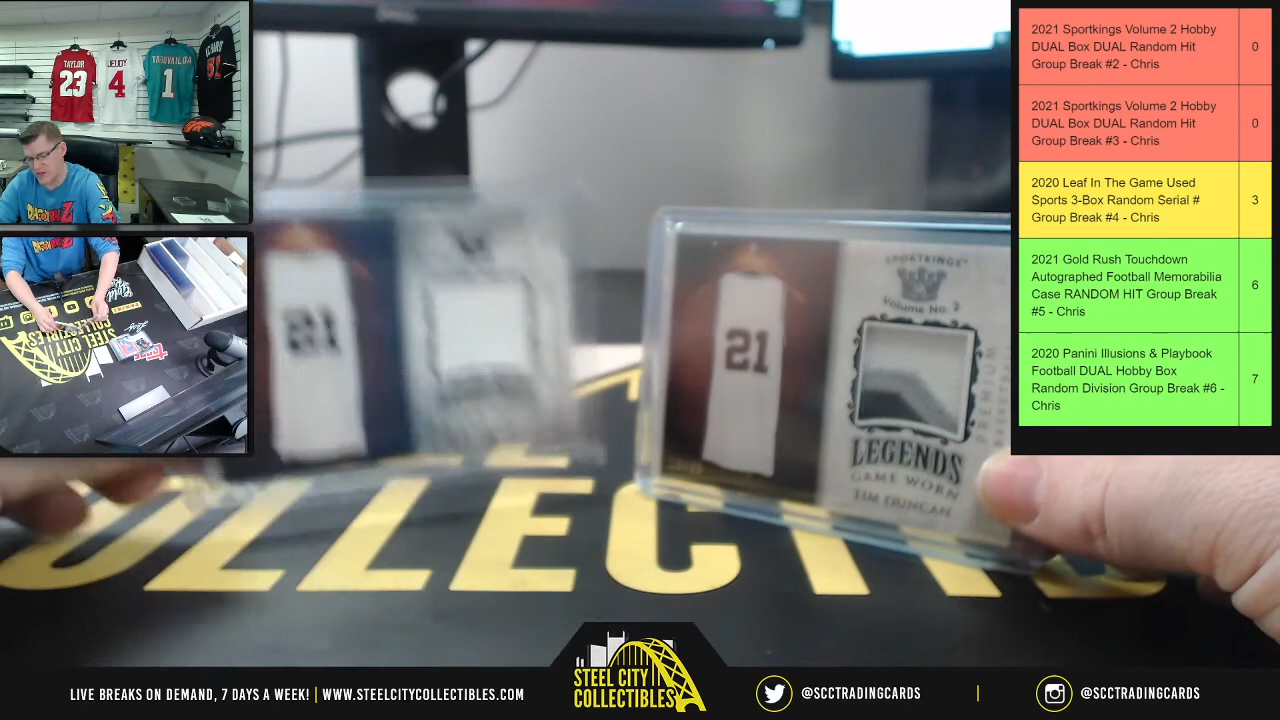 TAYLOR
23
JEUDY
4
TAGOVAILOA
1
51
21
21
SPORTKINGS
Volume No. 2
PREMIUM
LEGENDS
GAME WORN
TIM DUNCAN
COLLECTIB
2021 Sportkings Volume 2 Hobby
DUAL Box DUAL Random Hit
Group Break #2 - Chris
0
2021 Sportkings Volume 2 Hobby
DUAL Box DUAL Random Hit
Group Break #3 - Chris
0
2020 Leaf In The Game Used
Sports 3-Box Random Serial #
Group Break #4 - Chris
3
2021 Gold Rush Touchdown
Autographed Football Memorabilia
Case RANDOM HIT Group Break
#5 - Chris
6
2020 Panini Illusions & Playbook
Football DUAL Hobby Box
Random Division Group Break #6 -
Chris
7
LIVE BREAKS ON DEMAND, 7 DAYS A WEEK! | WWW.STEELCITYCOLLECTIBLES.COM
STEEL CITY
COLLECTIBLES
@SCCTRADINGCARDS
@SCCTRADINGCARDS